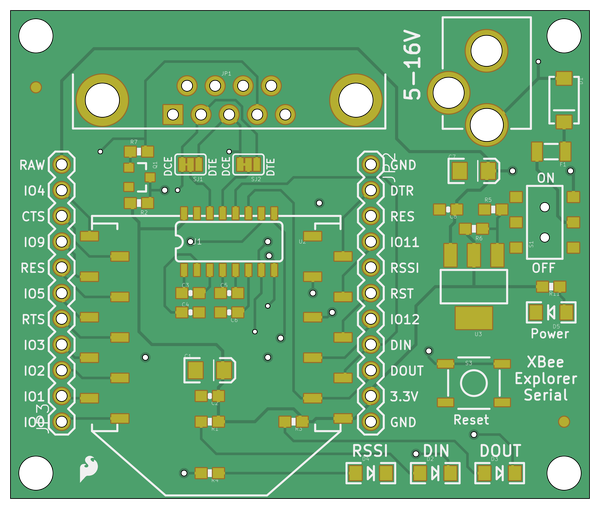 5-16V
JP1
DCE
DTE
DCE
DTE
RAW
IO4
CTS
IO9
RES
IO5
RTS
IO3
IO2
IO1
IO0
GND
DTR
RES
IO11
RSSI
RST
IO12
DIN
DOUT
3.3V
GND
ON
OFF
Power
XBee
Explorer
Serial
Reset
RSSI
DIN
DOUT